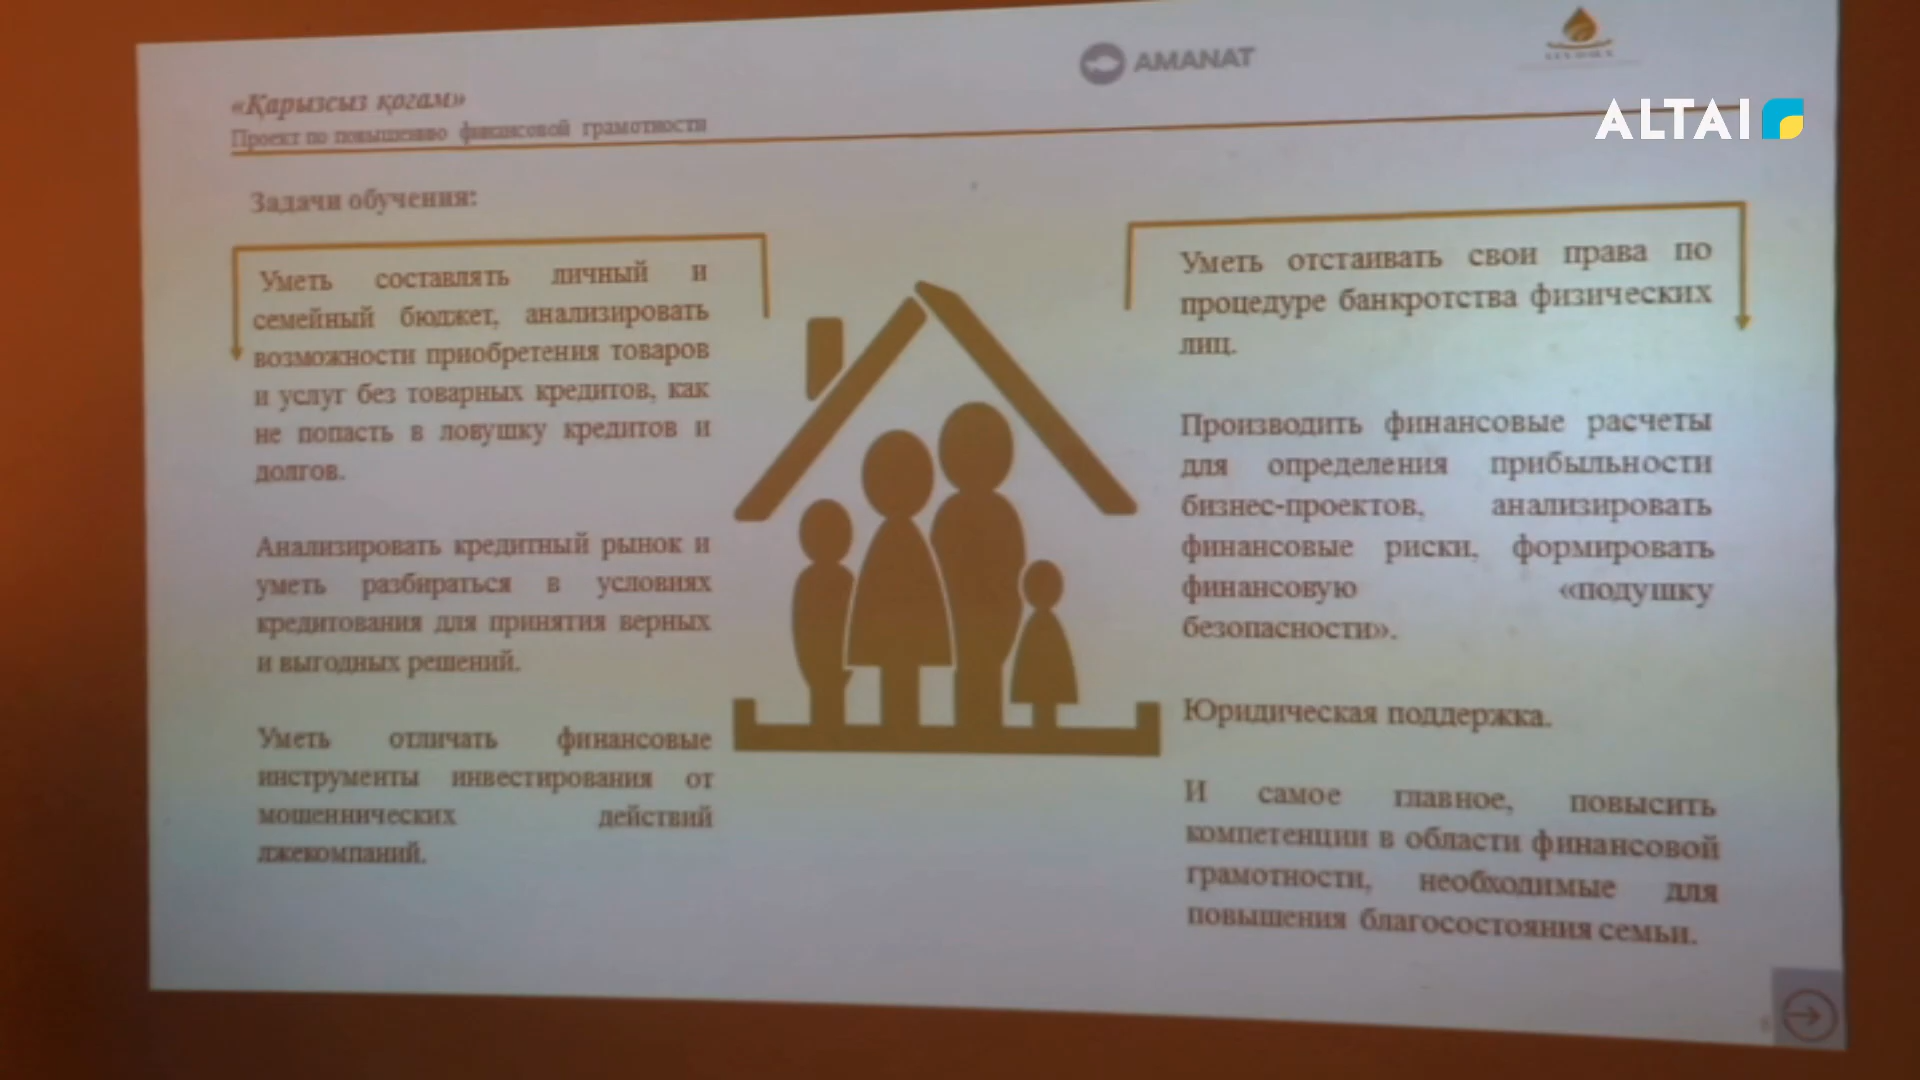 «Қарызсыз қоғам»
Проект по повышению финансовой грамотности
AMANAT
ALTAI
Задачи обучения:
Уметь составлять личный и
семейный бюджет, анализировать
возможности приобретения товаров
и услуг без товарных кредитов, как
не попасть в ловушку кредитов и
долгов.
Анализировать кредитный рынок и
уметь разбираться в условиях
кредитования для принятия верных
и выгодных решений.
Уметь отличать финансовые
инструменты инвестирования от
мошеннических действий
лжекомпаний.
Уметь отстаивать свои права по
процедуре банкротства физических
лиц.
Производить финансовые расчеты
для определения прибыльности
бизнес-проектов, анализировать
финансовые риски, формировать
финансовую «подушку
безопасности».
Юридическая поддержка.
И самое главное, повысить
компетенции в области финансовой
грамотности, необходимые для
повышения благосостояния семьи.